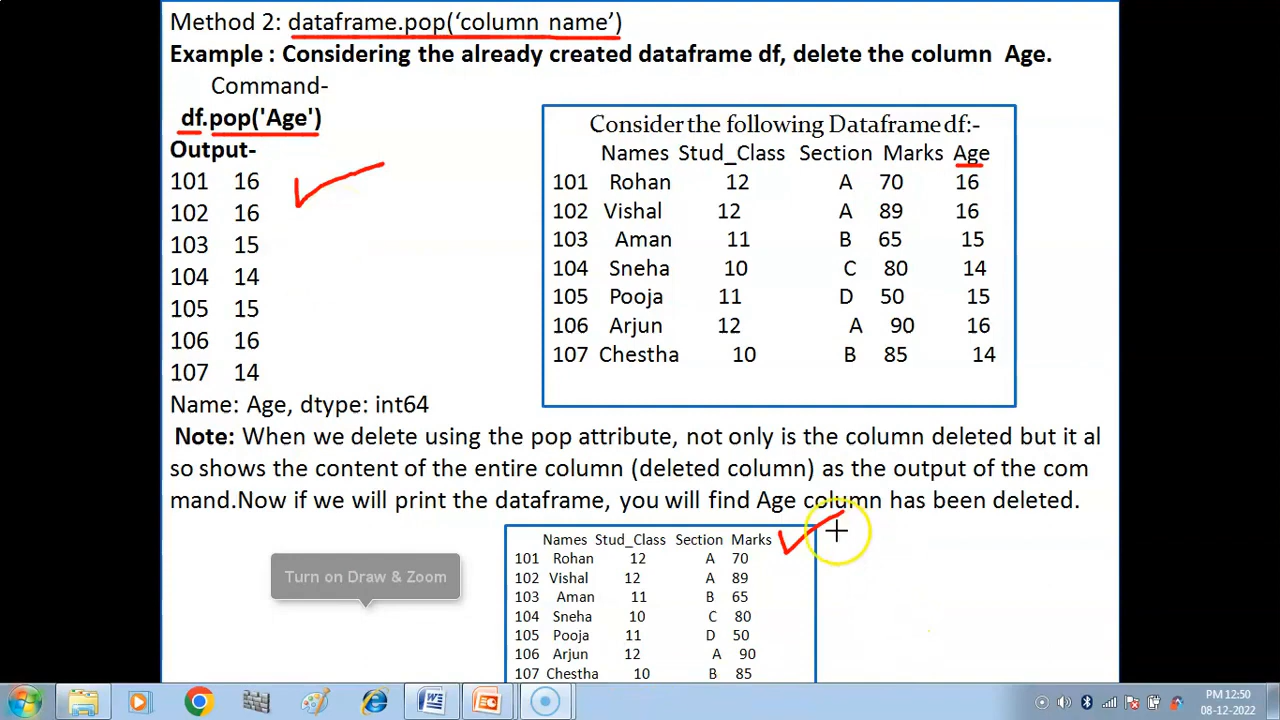 Method 2: dataframe.pop(‘column name’)
Example : Considering the already created dataframe df, delete the column Age.
Command-
df.pop('Age')
Output-
101 16
102 16
103 15
104 14
105 15
106 16
107 14
Name: Age, dtype: int64
Consider the following Dataframe df:-
Names Stud_Class Section Marks Age
101 Rohan 12 A 70 16
102 Vishal 12 A 89 16
103 Aman 11 B 65 15
104 Sneha 10 C 80 14
105 Pooja 11 D 50 15
106 Arjun 12 A 90 16
107 Chestha 10 B 85 14
Note: When we delete using the pop attribute, not only is the column deleted but it al
so shows the content of the entire column (deleted column) as the output of the com
mand.Now if we will print the dataframe, you will find Age column has been deleted.
Names Stud_Class Section Marks
101 Rohan 12 A 70
102 Vishal 12 A 89
103 Aman 11 B 65
104 Sneha 10 C 80
105 Pooja 11 D 50
106 Arjun 12 A 90
107 Chestha 10 B 85
Turn on Draw & Zoom
PM 12:50
08-12-2022